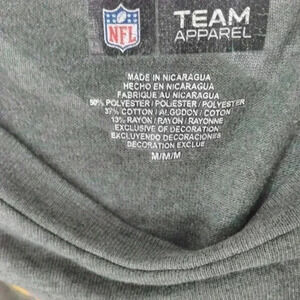 NFL
TEAM
APPAREL
MADE IN NICARAGUA
HECHO EN NICARAGUA
FABRIQUE AU NICARAGUA
50% POLYESTER / POLIESTER / POLYESTER
37% COTTON / ALGODON / COTON
13% RAYON / RAYON / RAYONNE
EXCLUSIVE OF DECORATION
EXCLUYENDO DECORACIONES
DECORATION EXCLUE
M/M/M